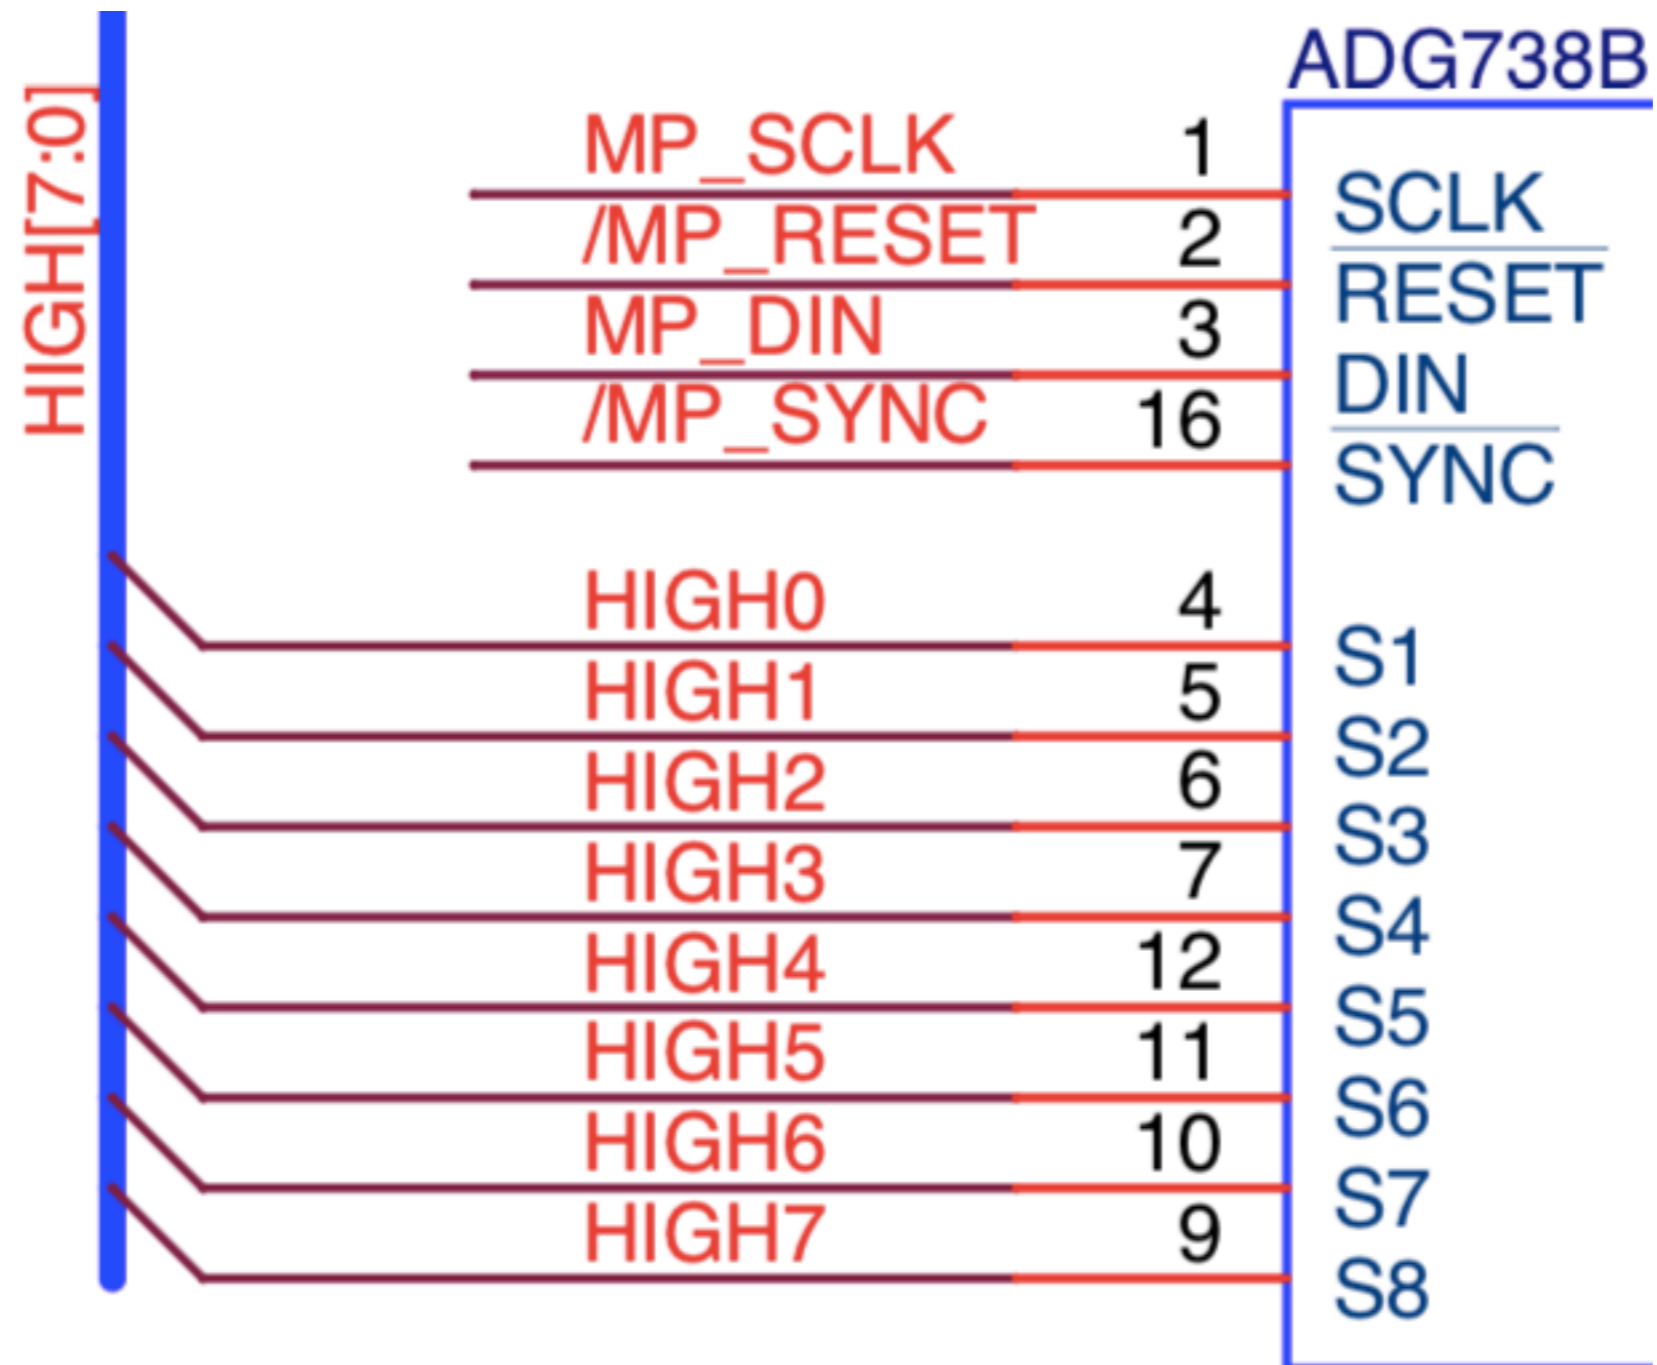 ADG738B
HIGH[7:0]
MP_SCLK 1 SCLK
/MP_RESET 2 RESET
MP_DIN 3 DIN
/MP_SYNC 16 SYNC
HIGH0 4 S1
HIGH1 5 S2
HIGH2 6 S3
HIGH3 7 S4
HIGH4 12 S5
HIGH5 11 S6
HIGH6 10 S7
HIGH7 9 S8